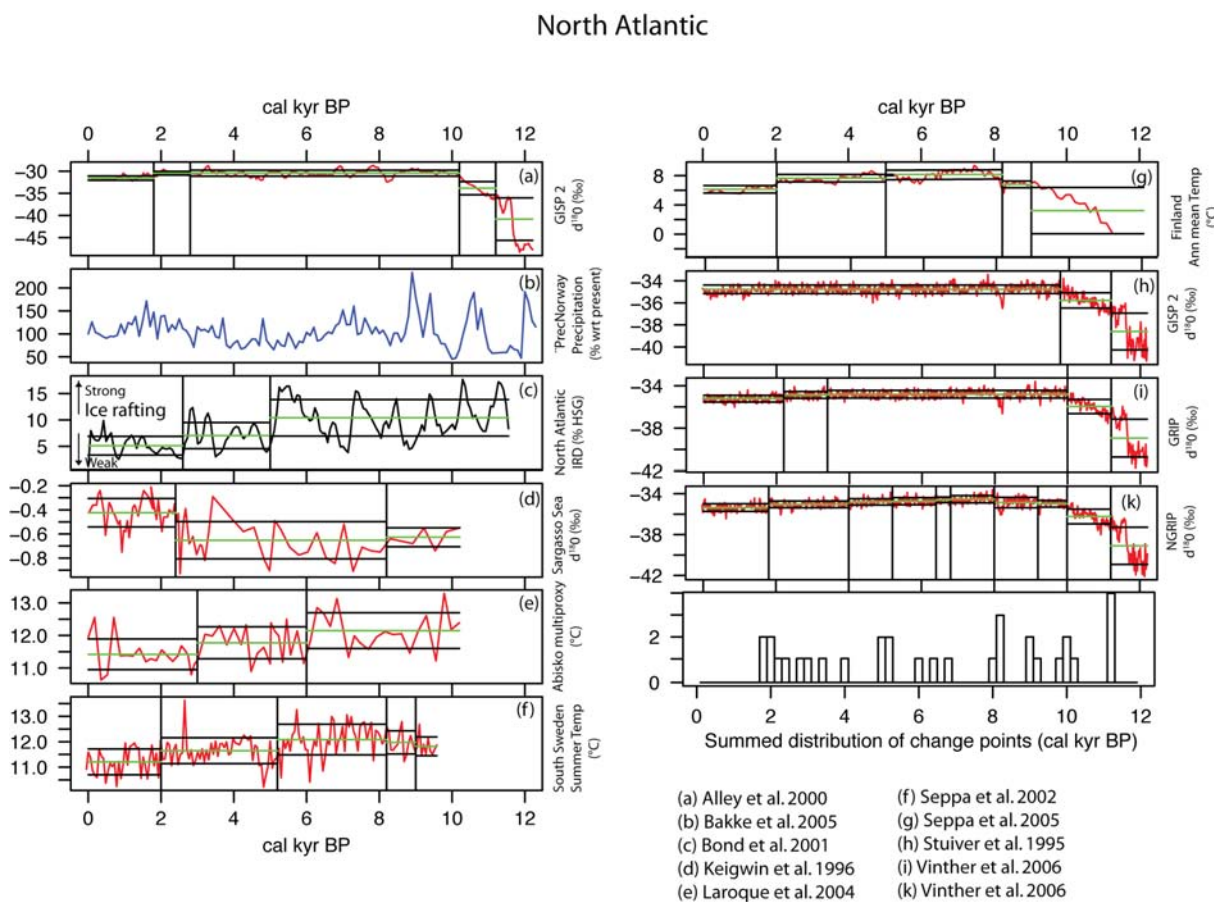 North Atlantic
cal kyr BP
0 2 4 6 8 10 12
-30
-35
-40
-45
(a)
GISP 2
d¹⁸O (‰)
200
150
100
50
(b)
¨PrecNorway
Precipitation
(% wrt present)
15
10
5
Strong
Ice rafting
Weak
(c)
North Atlantic
IRD (% HSG)
-0.2
-0.4
-0.6
-0.8
(d)
Sargasso Sea
d¹⁸O (‰)
13.0
12.0
11.0
(e)
Abisko multiproxy
(°C)
13.0
12.0
11.0
(f)
South Sweden
Summer Temp
(°C)
0 2 4 6 8 10 12
cal kyr BP
cal kyr BP
0 2 4 6 8 10 12
8
4
0
(g)
Finland
Ann mean Temp
(°C)
-34
-36
-38
-40
(h)
GISP 2
d¹⁸O (‰)
-34
-38
-42
(i)
GRIP
d¹⁸O (‰)
-34
-38
-42
(k)
NGRIP
d¹⁸O (‰)
2
1
0
0 2 4 6 8 10 12
Summed distribution of change points (cal kyr BP)
(a) Alley et al. 2000
(b) Bakke et al. 2005
(c) Bond et al. 2001
(d) Keigwin et al. 1996
(e) Laroque et al. 2004
(f) Seppa et al. 2002
(g) Seppa et al. 2005
(h) Stuiver et al. 1995
(i) Vinther et al. 2006
(k) Vinther et al. 2006